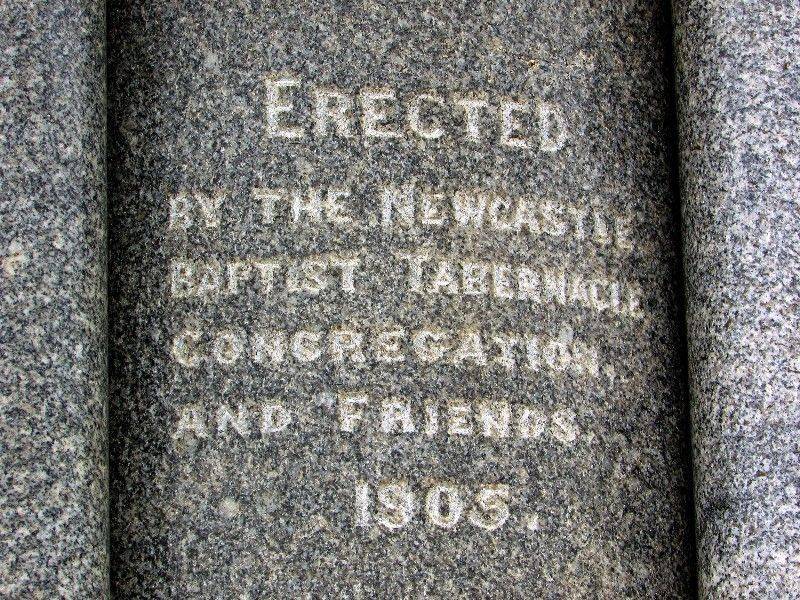 ERECTED
BY THE NEWCASTLE
BAPTIST TABERNACLE
CONGREGATION,
AND FRIENDS.
1905.